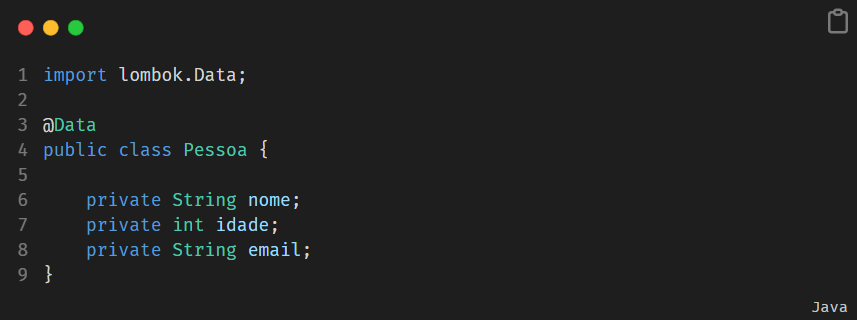 1 import lombok.Data;
2
3 @Data
4 public class Pessoa {
5
6     private String nome;
7     private int idade;
8     private String email;
9 }
Java